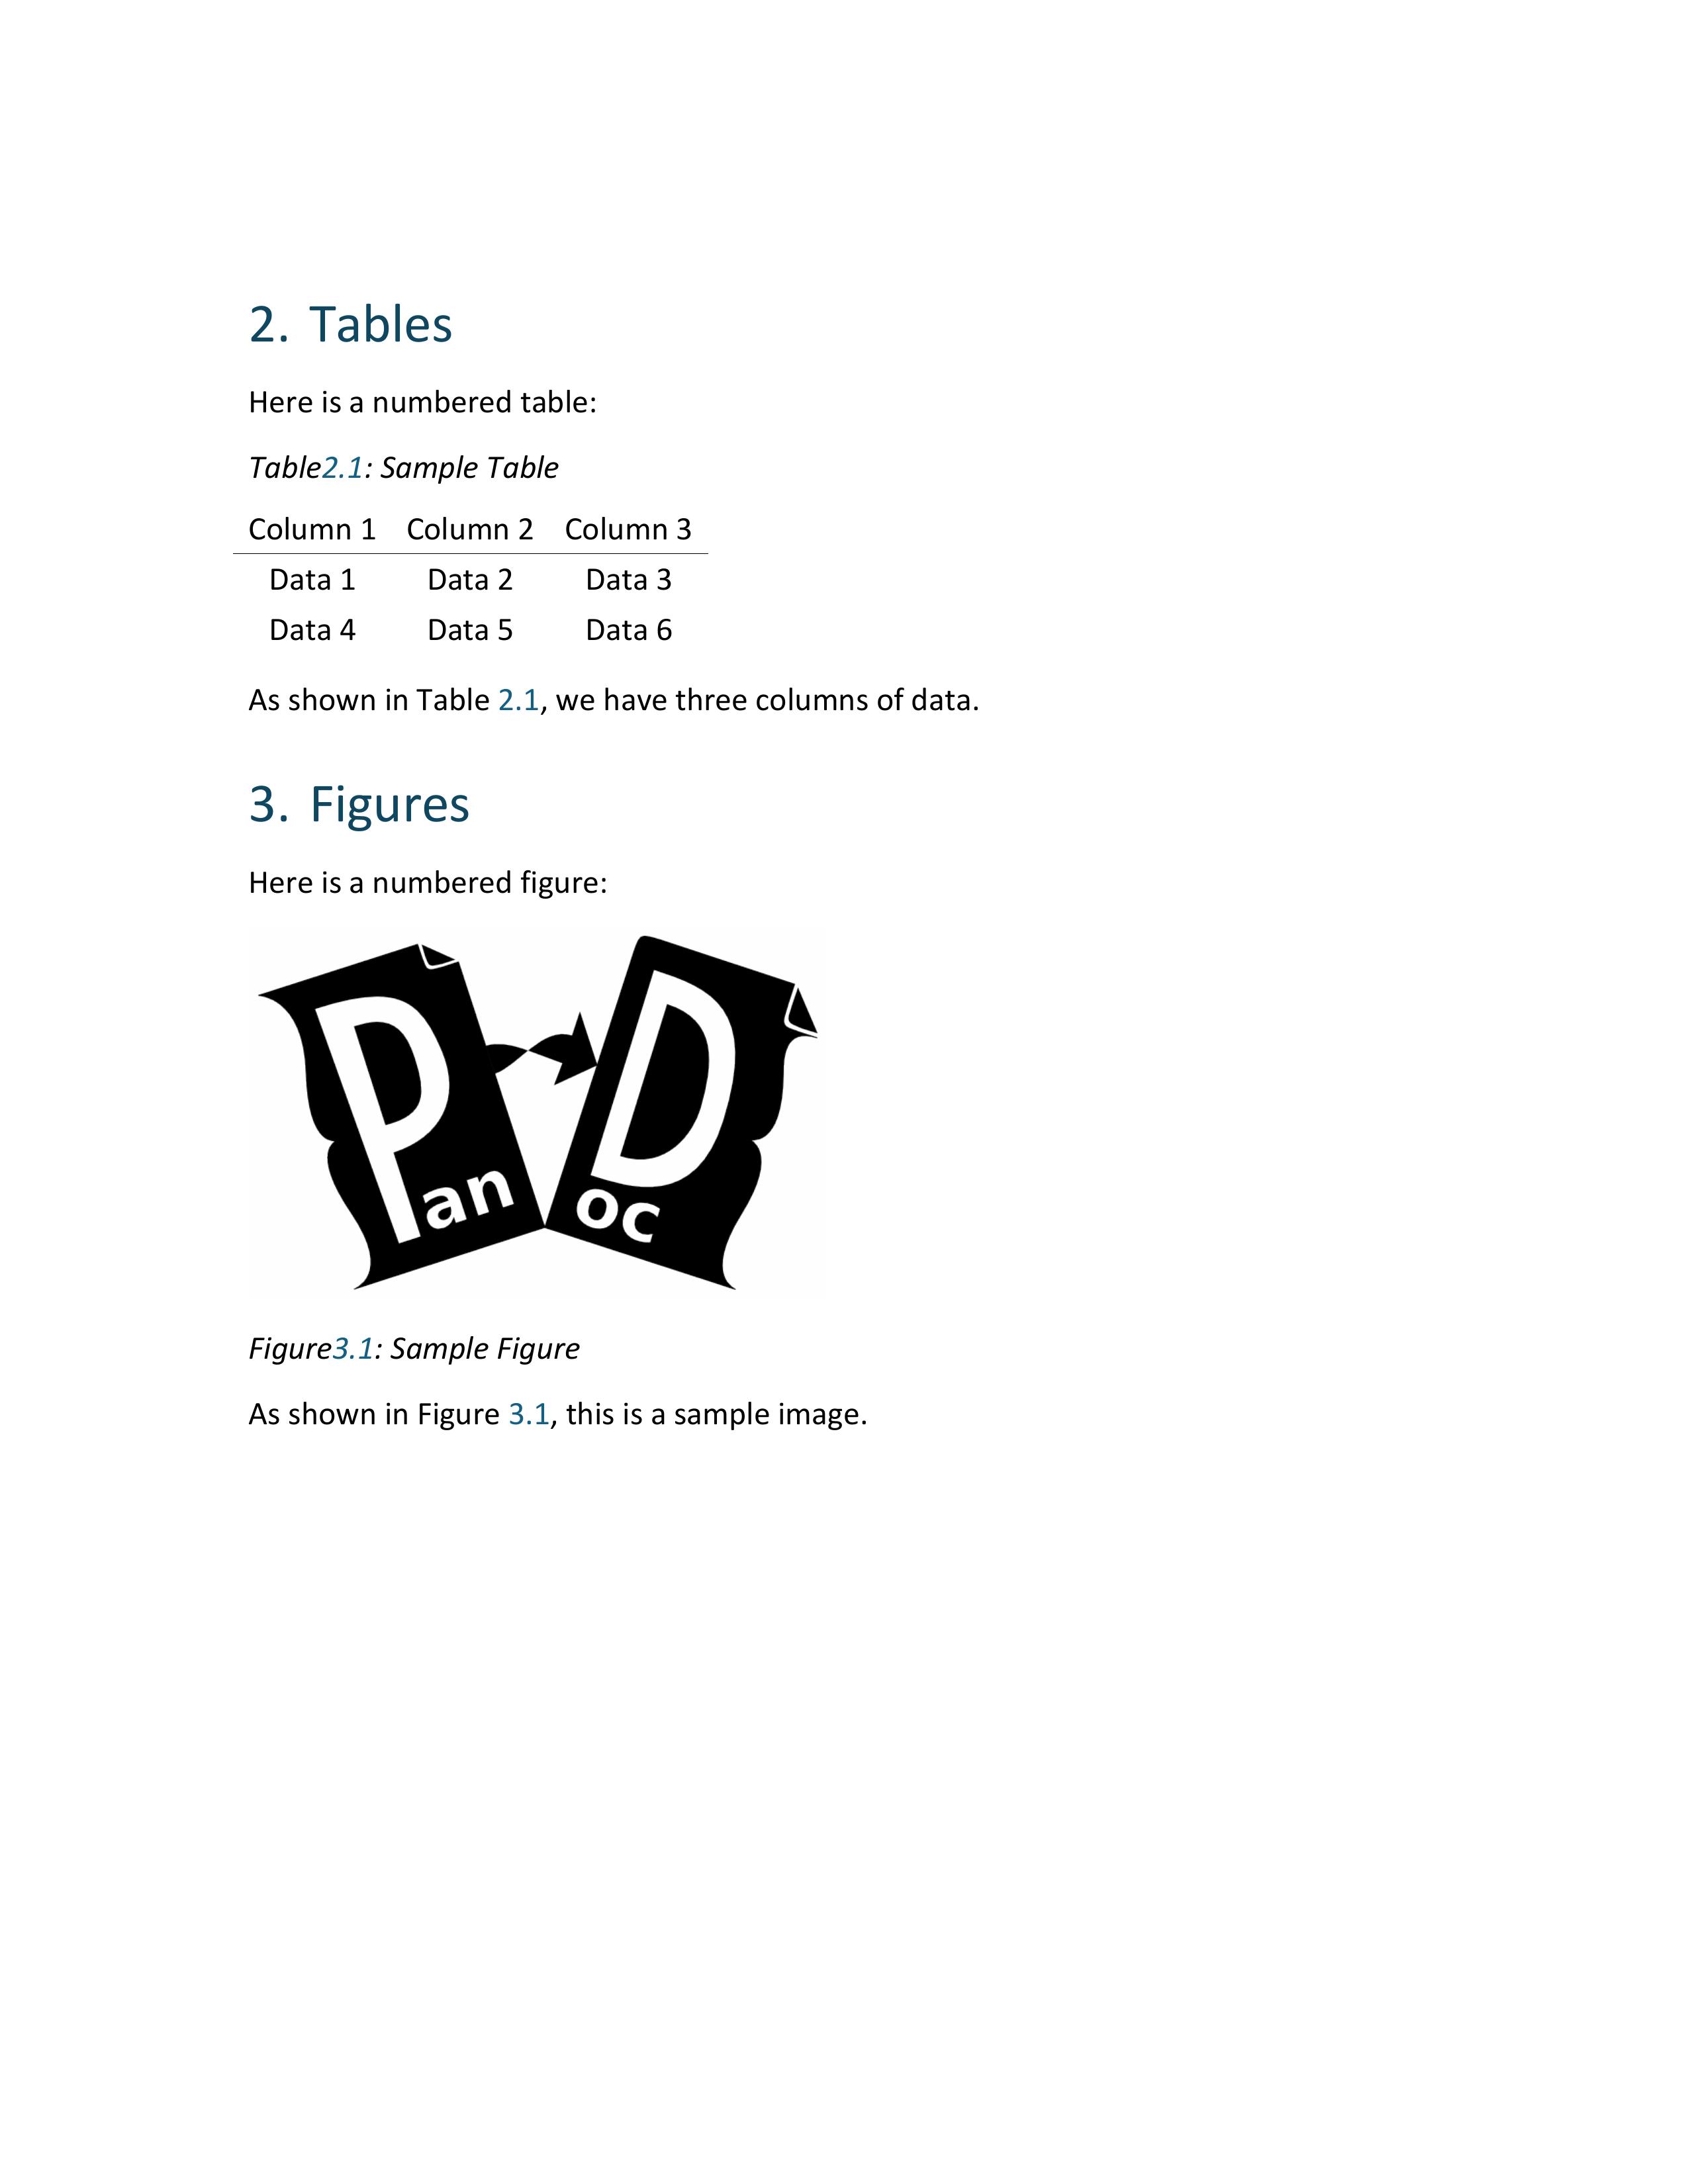 2. Tables
Here is a numbered table:
Table2.1: Sample Table
Column 1 Column 2 Column 3
Data 1 Data 2 Data 3
Data 4 Data 5 Data 6
As shown in Table 2.1, we have three columns of data.
3. Figures
Here is a numbered figure:
Pan Doc
Figure3.1: Sample Figure
As shown in Figure 3.1, this is a sample image.